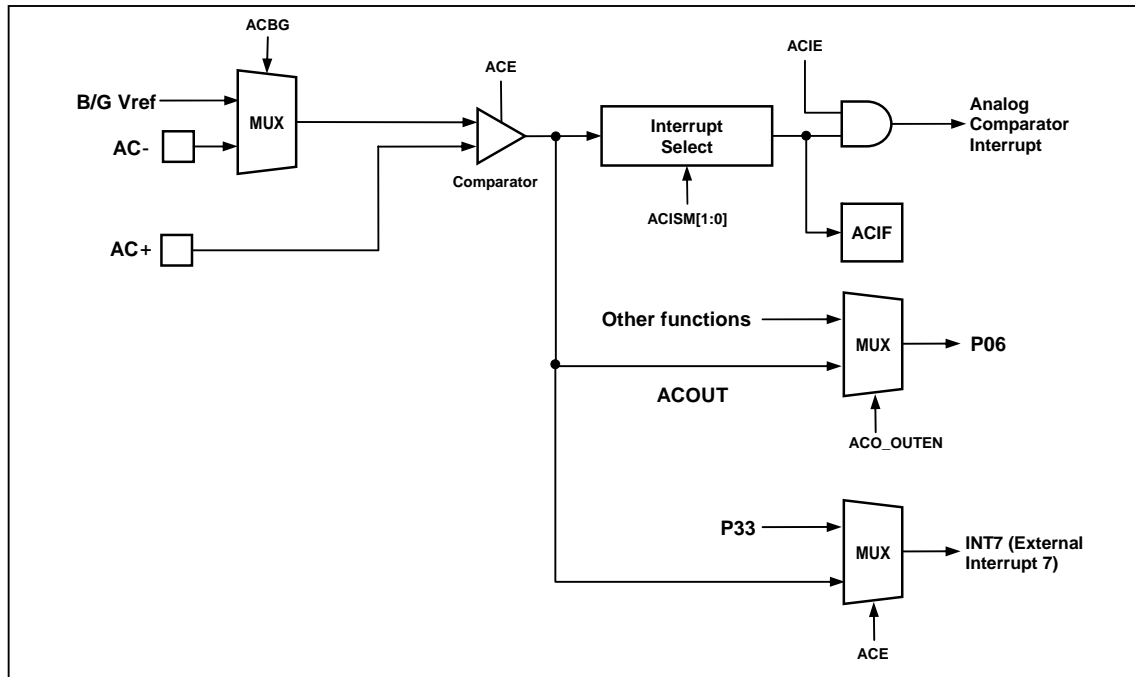 ACBG
ACIE
ACE
B/G Vref
MUX
AC-
Comparator
Interrupt
Select
Analog
Comparator
Interrupt
ACISM[1:0]
AC+
ACIF
Other functions
MUX
P06
ACOUT
ACO_OUTEN
P33
MUX
INT7 (External
Interrupt 7)
ACE